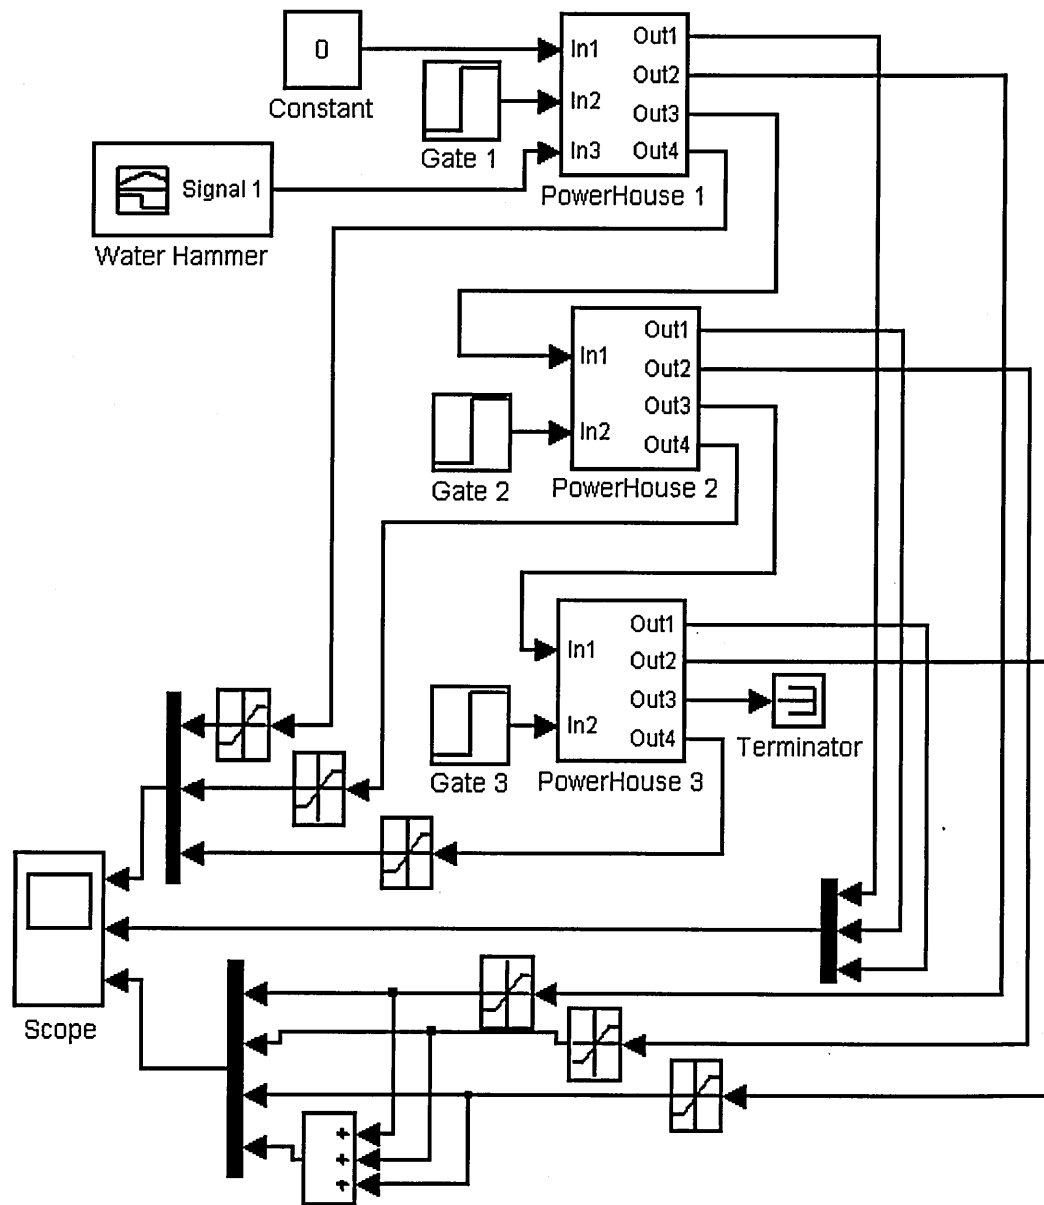 0
Constant
Gate 1
In1
In2
In3
Out1
Out2
Out3
Out4
PowerHouse 1
Signal 1
Water Hammer
In1
In2
Out1
Out2
Out3
Out4
PowerHouse 2
Gate 2
In1
In2
Out1
Out2
Out3
Out4
PowerHouse 3
Gate 3
Terminator
Scope
+
+
+